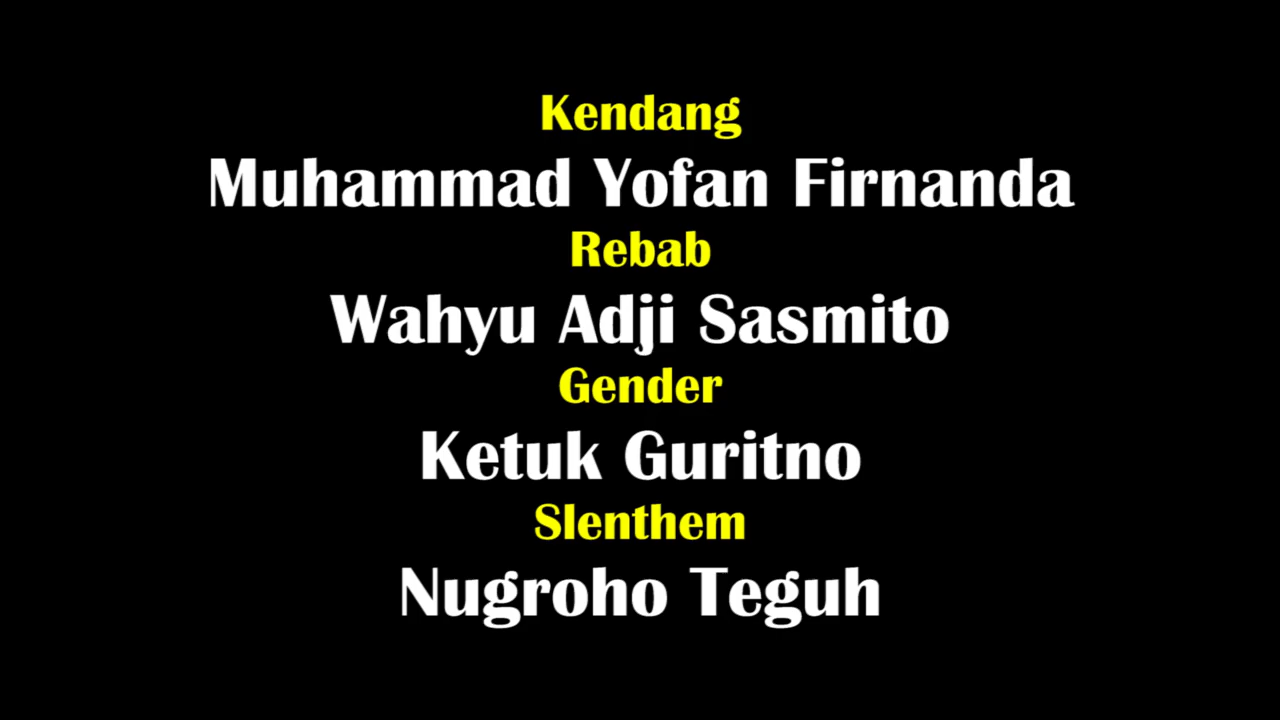 Kendang
Muhammad Yofan Firnanda
Rebab
Wahyu Adji Sasmito
Gender
Ketuk Guritno
Slenthem
Nugroho Teguh